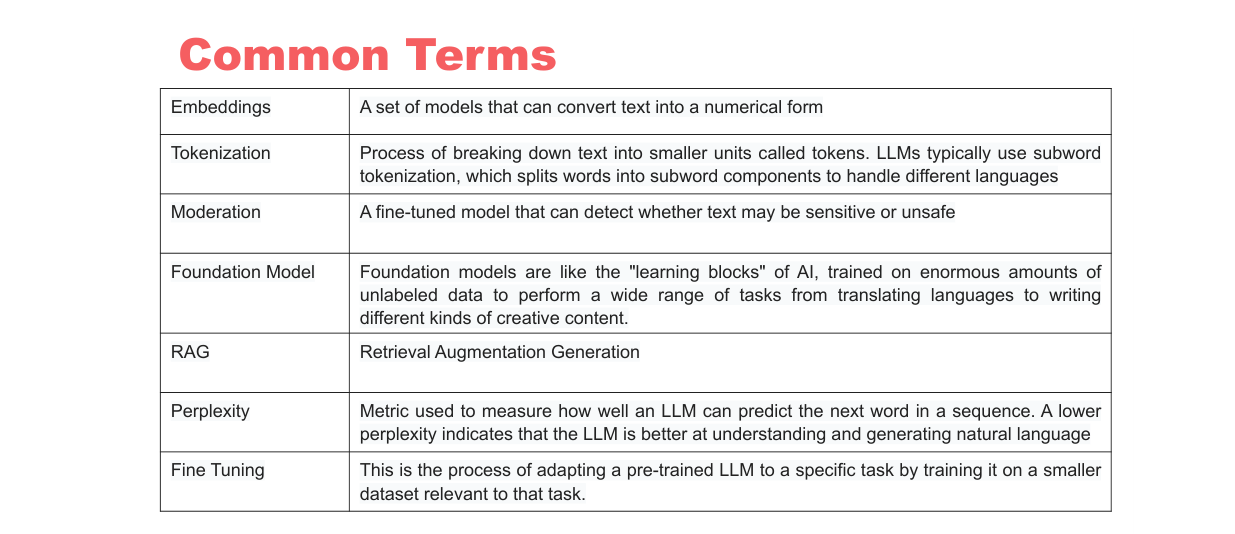 Common Terms
Embeddings
A set of models that can convert text into a numerical form
Tokenization
Process of breaking down text into smaller units called tokens. LLMs typically use subword
tokenization, which splits words into subword components to handle different languages
Moderation
A fine-tuned model that can detect whether text may be sensitive or unsafe
Foundation Model
Foundation models are like the "learning blocks" of AI, trained on enormous amounts of
unlabeled data to perform a wide range of tasks from translating languages to writing
different kinds of creative content.
RAG
Retrieval Augmentation Generation
Perplexity
Metric used to measure how well an LLM can predict the next word in a sequence. A lower
perplexity indicates that the LLM is better at understanding and generating natural language
Fine Tuning
This is the process of adapting a pre-trained LLM to a specific task by training it on a smaller
dataset relevant to that task.